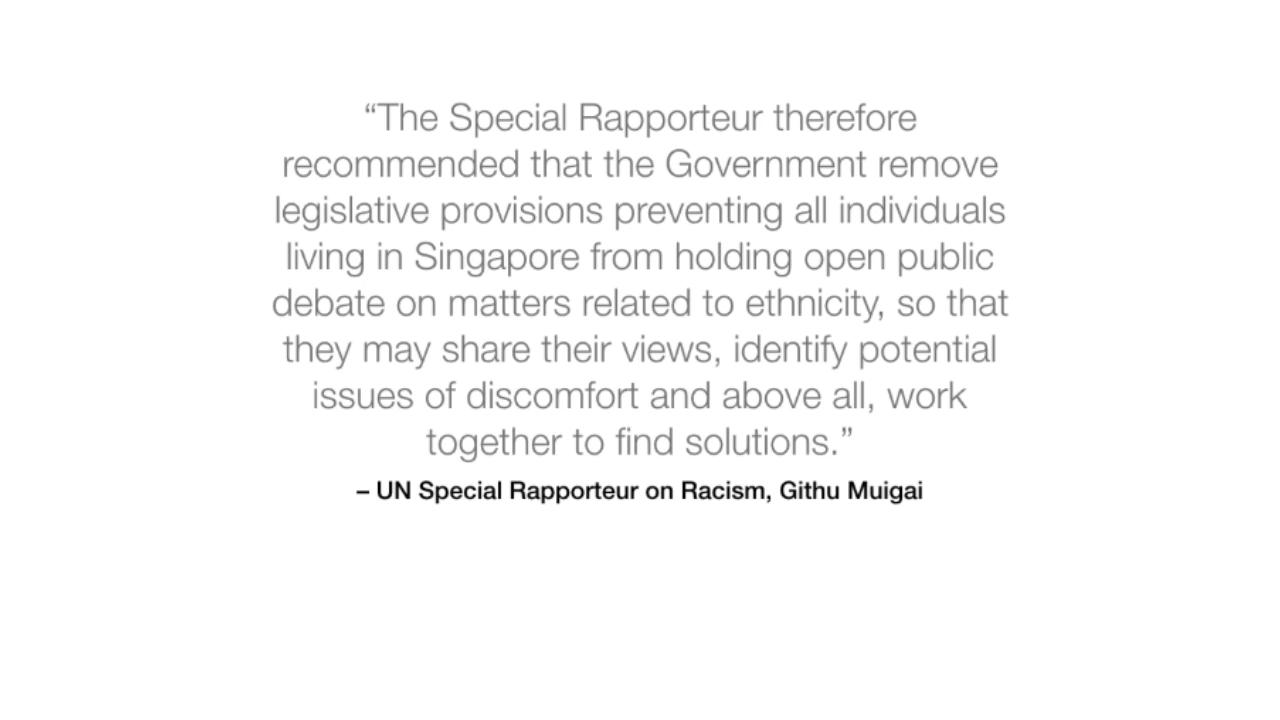 “The Special Rapporteur therefore
recommended that the Government remove
legislative provisions preventing all individuals
living in Singapore from holding open public
debate on matters related to ethnicity, so that
they may share their views, identify potential
issues of discomfort and above all, work
together to find solutions.”
– UN Special Rapporteur on Racism, Githu Muigai